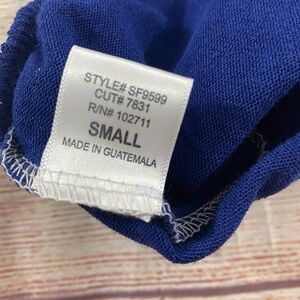 STYLE# SF9599
CUT# 7831
R/N# 102711
SMALL
MADE IN GUATEMALA